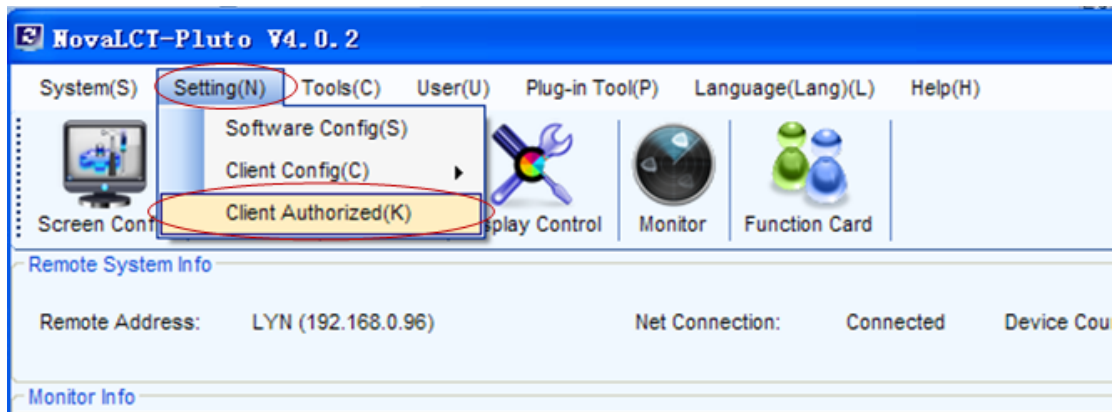 NovaLCT-Pluto V4.0.2
System(S) Setting(N) Tools(C) User(U) Plug-in Tool(P) Language(Lang)(L) Help(H)
Software Config(S)
Client Config(C)
Client Authorized(K)
Screen Conf play Control Monitor Function Card
Remote System Info
Remote Address: LYN (192.168.0.96) Net Connection: Connected Device Cou
Monitor Info